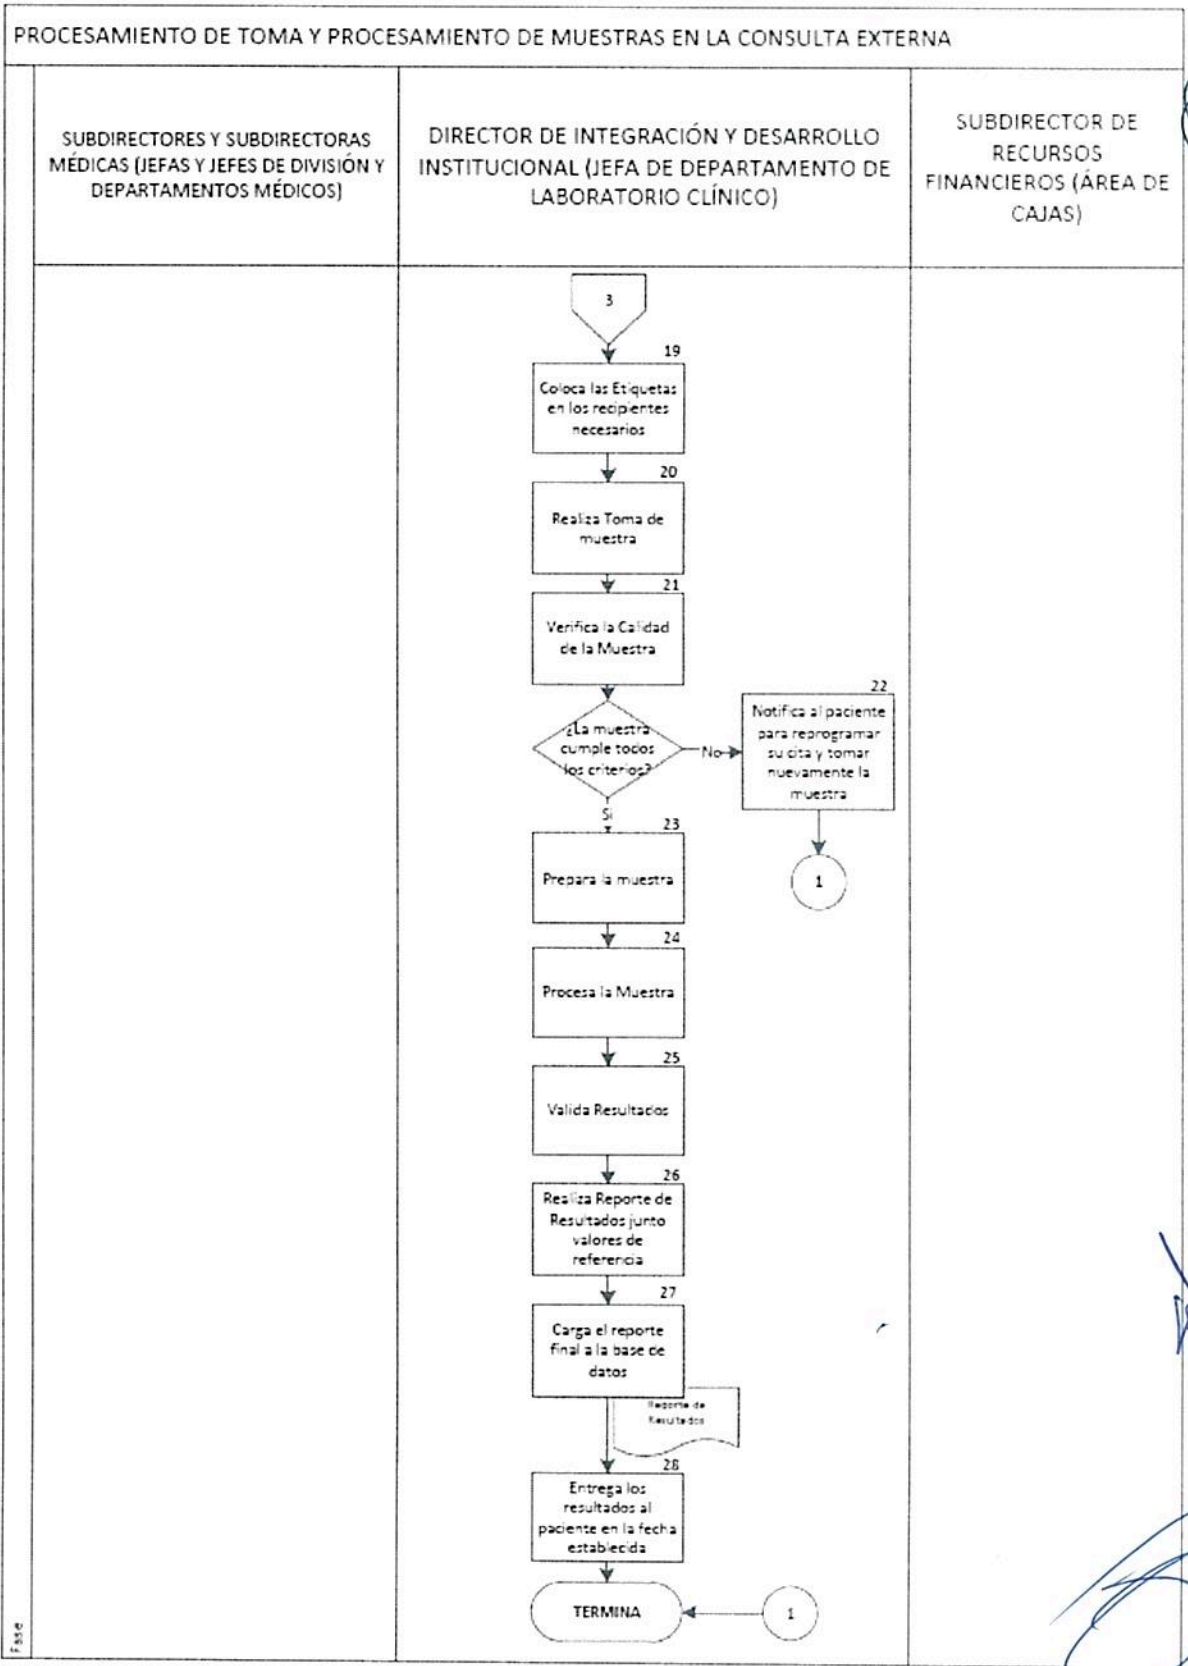 PROCESAMIENTO DE TOMA Y PROCESAMIENTO DE MUESTRAS EN LA CONSULTA EXTERNA
SUBDIRECTORES Y SUBDIRECTORAS
MÉDICAS (JEFAS Y JEFES DE DIVISIÓN Y
DEPARTAMENTOS MÉDICOS)
DIRECTOR DE INTEGRACIÓN Y DESARROLLO
INSTITUCIONAL (JEFA DE DEPARTAMENTO DE
LABORATORIO CLÍNICO)
SUBDIRECTOR DE
RECURSOS
FINANCIEROS (ÁREA DE
CAJAS)
3
19
Coloca las Etiquetas
en los recipientes
necesarios
20
Realiza Toma de
muestra
21
Verifica la Calidad
de la Muestra
¿La muestra
cumple todos
los criterios?
No
22
Notifica al paciente
para reprogramar
su cita y tomar
nuevamente la
muestra
1
Si
23
Prepara la muestra
24
Procesa la Muestra
25
Valida Resultados
26
Realiza Reporte de
Resultados junto
valores de
referencia
27
Carga el reporte
final a la base de
datos
Reporte de
Resultados
28
Entrega los
resultados al
paciente en la fecha
establecida
TERMINA
1
Fase